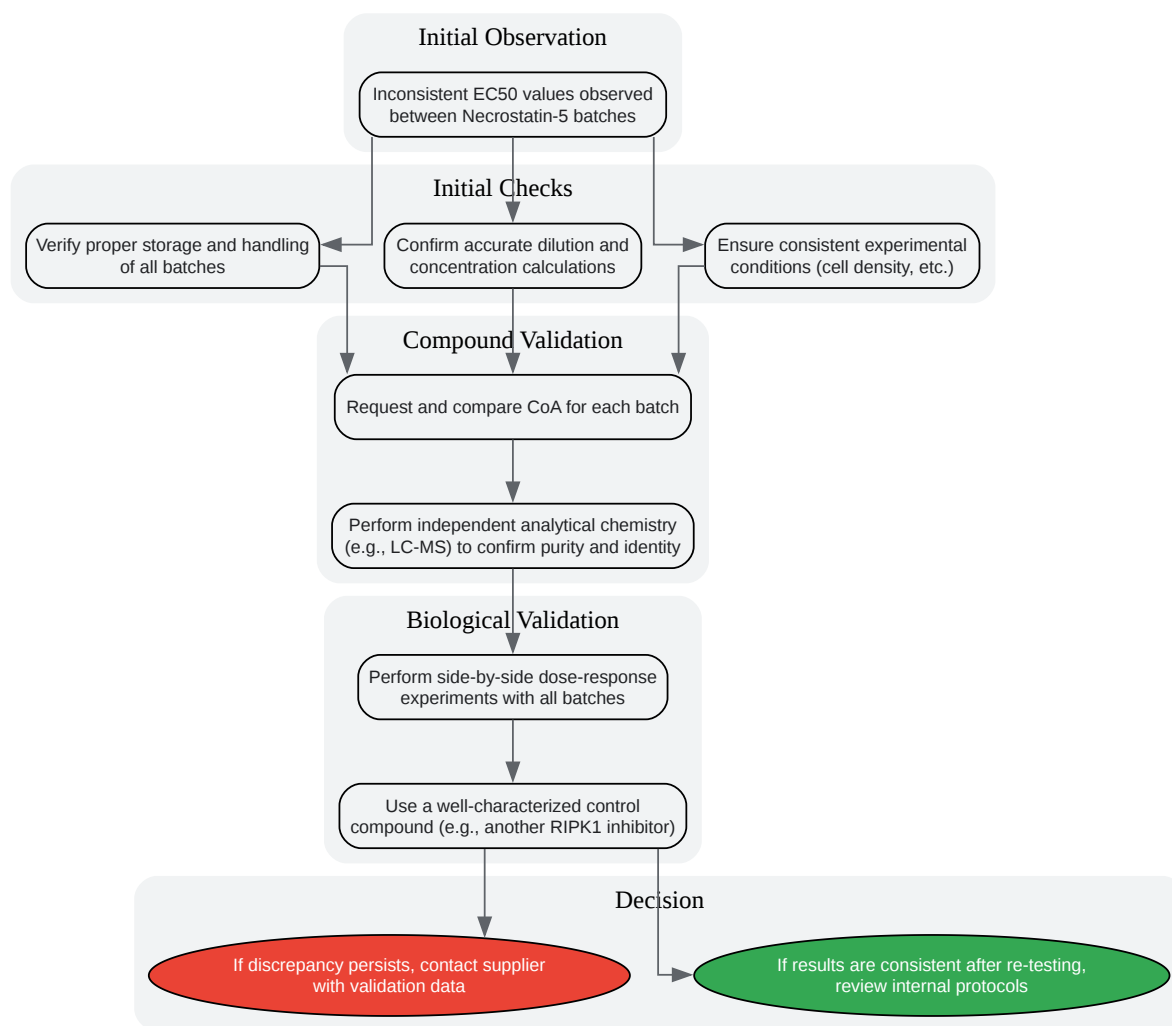 Initial Observation
Inconsistent EC50 values observed
between Necrostatin-5 batches
Initial Checks
Verify proper storage and handling
of all batches
Confirm accurate dilution and
concentration calculations
Ensure consistent experimental
conditions (cell density, etc.)
Compound Validation
Request and compare CoA for each batch
Perform independent analytical chemistry
(e.g., LC-MS) to confirm purity and identity
Biological Validation
Perform side-by-side dose-response
experiments with all batches
Use a well-characterized control
compound (e.g., another RIPK1 inhibitor)
Decision
If discrepancy persists, contact supplier
with validation data
If results are consistent after re-testing,
review internal protocols